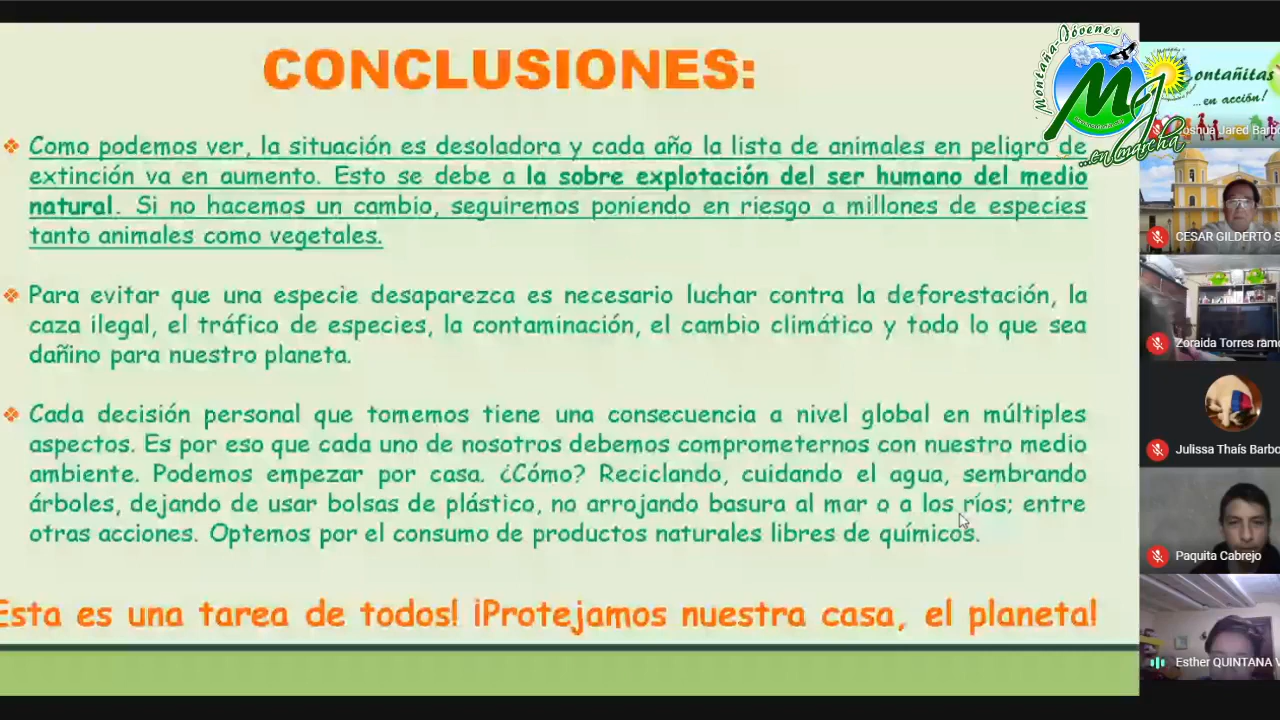 CONCLUSIONES:
Como podemos ver, la situación es desoladora y cada año la lista de animales en peligro de
extinción va en aumento. Esto se debe a la sobre explotación del ser humano del medio
natural. Si no hacemos un cambio, seguiremos poniendo en riesgo a millones de especies
tanto animales como vegetales.
Para evitar que una especie desaparezca es necesario luchar contra la deforestación, la
caza ilegal, el tráfico de especies, la contaminación, el cambio climático y todo lo que sea
dañino para nuestro planeta.
Cada decisión personal que tomemos tiene una consecuencia a nivel global en múltiples
aspectos. Es por eso que cada uno de nosotros debemos comprometernos con nuestro medio
ambiente. Podemos empezar por casa. ¿Cómo? Reciclando, cuidando el agua, sembrando
árboles, dejando de usar bolsas de plástico, no arrojando basura al mar o a los ríos; entre
otras acciones. Optemos por el consumo de productos naturales libres de químicos.
Esta es una tarea de todos! ¡Protejamos nuestra casa, el planeta!
Montaña-Jóvenes
MJ
...en marcha
ontañitas
...en acción!
oshua Jared Barbo
CESAR GILDERTO S
Zoraida Torres ram
Julissa Thaís Barbo
Paquita Cabrejo
Esther QUINTANA V